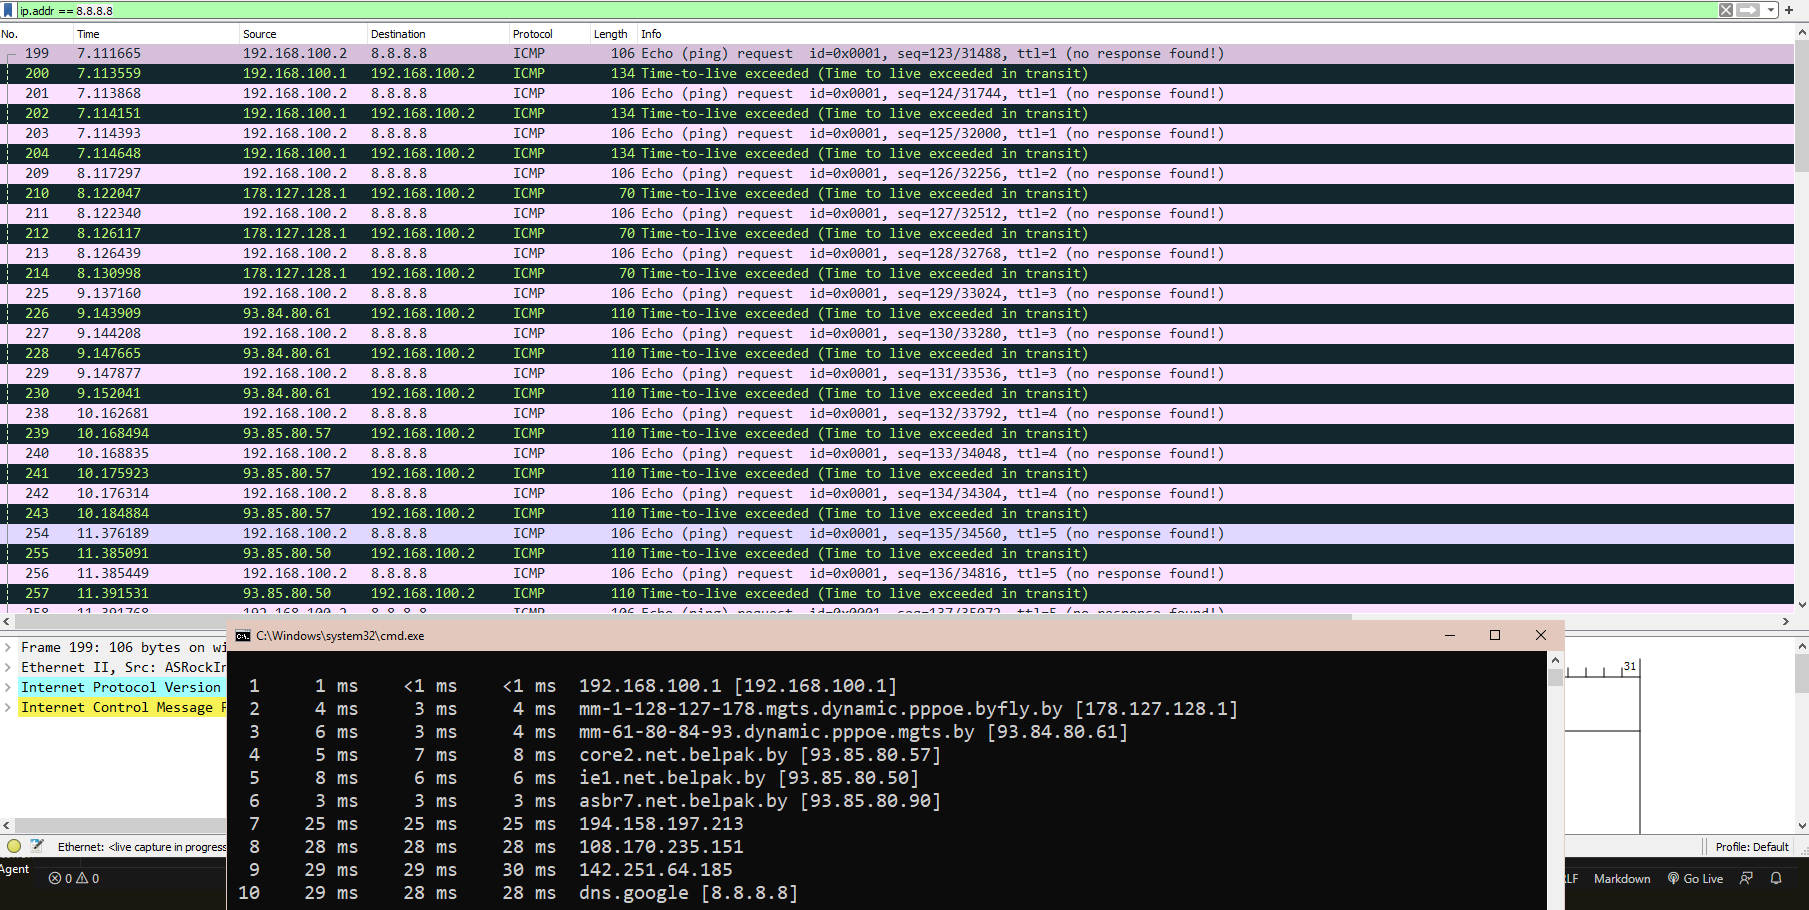 ip.addr == 8.8.8.8
No. Time Source Destination Protocol Length Info
199 7.111665 192.168.100.2 8.8.8.8 ICMP 106 Echo (ping) request id=0x0001, seq=123/31488, ttl=1 (no response found!)
200 7.113559 192.168.100.1 192.168.100.2 ICMP 134 Time-to-live exceeded (Time to live exceeded in transit)
201 7.113868 192.168.100.2 8.8.8.8 ICMP 106 Echo (ping) request id=0x0001, seq=124/31744, ttl=1 (no response found!)
202 7.114151 192.168.100.1 192.168.100.2 ICMP 134 Time-to-live exceeded (Time to live exceeded in transit)
203 7.114393 192.168.100.2 8.8.8.8 ICMP 106 Echo (ping) request id=0x0001, seq=125/32000, ttl=1 (no response found!)
204 7.114648 192.168.100.1 192.168.100.2 ICMP 134 Time-to-live exceeded (Time to live exceeded in transit)
209 8.117297 192.168.100.2 8.8.8.8 ICMP 106 Echo (ping) request id=0x0001, seq=126/32256, ttl=2 (no response found!)
210 8.122047 178.127.128.1 192.168.100.2 ICMP 70 Time-to-live exceeded (Time to live exceeded in transit)
211 8.122340 192.168.100.2 8.8.8.8 ICMP 106 Echo (ping) request id=0x0001, seq=127/32512, ttl=2 (no response found!)
212 8.126117 178.127.128.1 192.168.100.2 ICMP 70 Time-to-live exceeded (Time to live exceeded in transit)
213 8.126439 192.168.100.2 8.8.8.8 ICMP 106 Echo (ping) request id=0x0001, seq=128/32768, ttl=2 (no response found!)
214 8.130998 178.127.128.1 192.168.100.2 ICMP 70 Time-to-live exceeded (Time to live exceeded in transit)
225 9.137160 192.168.100.2 8.8.8.8 ICMP 106 Echo (ping) request id=0x0001, seq=129/33024, ttl=3 (no response found!)
226 9.143909 93.84.80.61 192.168.100.2 ICMP 110 Time-to-live exceeded (Time to live exceeded in transit)
227 9.144208 192.168.100.2 8.8.8.8 ICMP 106 Echo (ping) request id=0x0001, seq=130/33280, ttl=3 (no response found!)
228 9.147665 93.84.80.61 192.168.100.2 ICMP 110 Time-to-live exceeded (Time to live exceeded in transit)
229 9.147877 192.168.100.2 8.8.8.8 ICMP 106 Echo (ping) request id=0x0001, seq=131/33536, ttl=3 (no response found!)
230 9.152041 93.84.80.61 192.168.100.2 ICMP 110 Time-to-live exceeded (Time to live exceeded in transit)
238 10.162681 192.168.100.2 8.8.8.8 ICMP 106 Echo (ping) request id=0x0001, seq=132/33792, ttl=4 (no response found!)
239 10.168494 93.85.80.57 192.168.100.2 ICMP 110 Time-to-live exceeded (Time to live exceeded in transit)
240 10.168835 192.168.100.2 8.8.8.8 ICMP 106 Echo (ping) request id=0x0001, seq=133/34048, ttl=4 (no response found!)
241 10.175923 93.85.80.57 192.168.100.2 ICMP 110 Time-to-live exceeded (Time to live exceeded in transit)
242 10.176314 192.168.100.2 8.8.8.8 ICMP 106 Echo (ping) request id=0x0001, seq=134/34304, ttl=4 (no response found!)
243 10.184884 93.85.80.57 192.168.100.2 ICMP 110 Time-to-live exceeded (Time to live exceeded in transit)
254 11.376189 192.168.100.2 8.8.8.8 ICMP 106 Echo (ping) request id=0x0001, seq=135/34560, ttl=5 (no response found!)
255 11.385091 93.85.80.50 192.168.100.2 ICMP 110 Time-to-live exceeded (Time to live exceeded in transit)
256 11.385449 192.168.100.2 8.8.8.8 ICMP 106 Echo (ping) request id=0x0001, seq=136/34816, ttl=5 (no response found!)
257 11.391531 93.85.80.50 192.168.100.2 ICMP 110 Time-to-live exceeded (Time to live exceeded in transit)
258 11.391768 192.168.100.2 8.8.8.8 ICMP 106 Echo (ping) request id=0x0001, seq=137/35072, ttl=5 (no response found!)
Frame 199: 106 bytes on wi
Ethernet II, Src: ASRockIn
Internet Protocol Version
Internet Control Message P
31
C:\Windows\system32\cmd.exe
1 1 ms <1 ms <1 ms 192.168.100.1 [192.168.100.1]
2 4 ms 3 ms 4 ms mm-1-128-127-178.mgts.dynamic.pppoe.byfly.by [178.127.128.1]
3 6 ms 3 ms 4 ms mm-61-80-84-93.dynamic.pppoe.mgts.by [93.84.80.61]
4 5 ms 7 ms 8 ms core2.net.belpak.by [93.85.80.57]
5 8 ms 6 ms 6 ms ie1.net.belpak.by [93.85.80.50]
6 3 ms 3 ms 3 ms asbr7.net.belpak.by [93.85.80.90]
7 25 ms 25 ms 25 ms 194.158.197.213
8 28 ms 28 ms 28 ms 108.170.235.151
9 29 ms 29 ms 30 ms 142.251.64.185
10 29 ms 28 ms 28 ms dns.google [8.8.8.8]
Ethernet: <live capture in progress
Profile: Default
Agent
0 0
LF Markdown Go Live